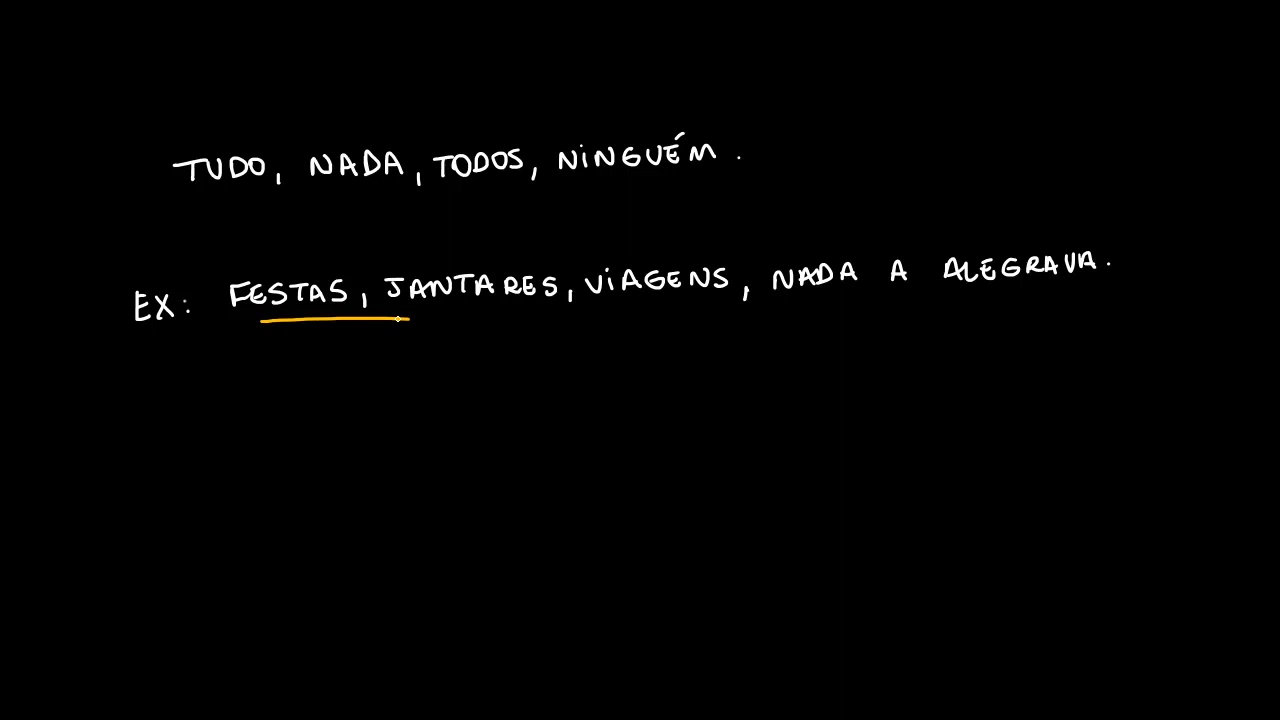 TUDO, NADA, TODOS, NINGUÉM.
EX: FESTAS, JANTARES, VIAGENS, NADA A ALEGRAVA.